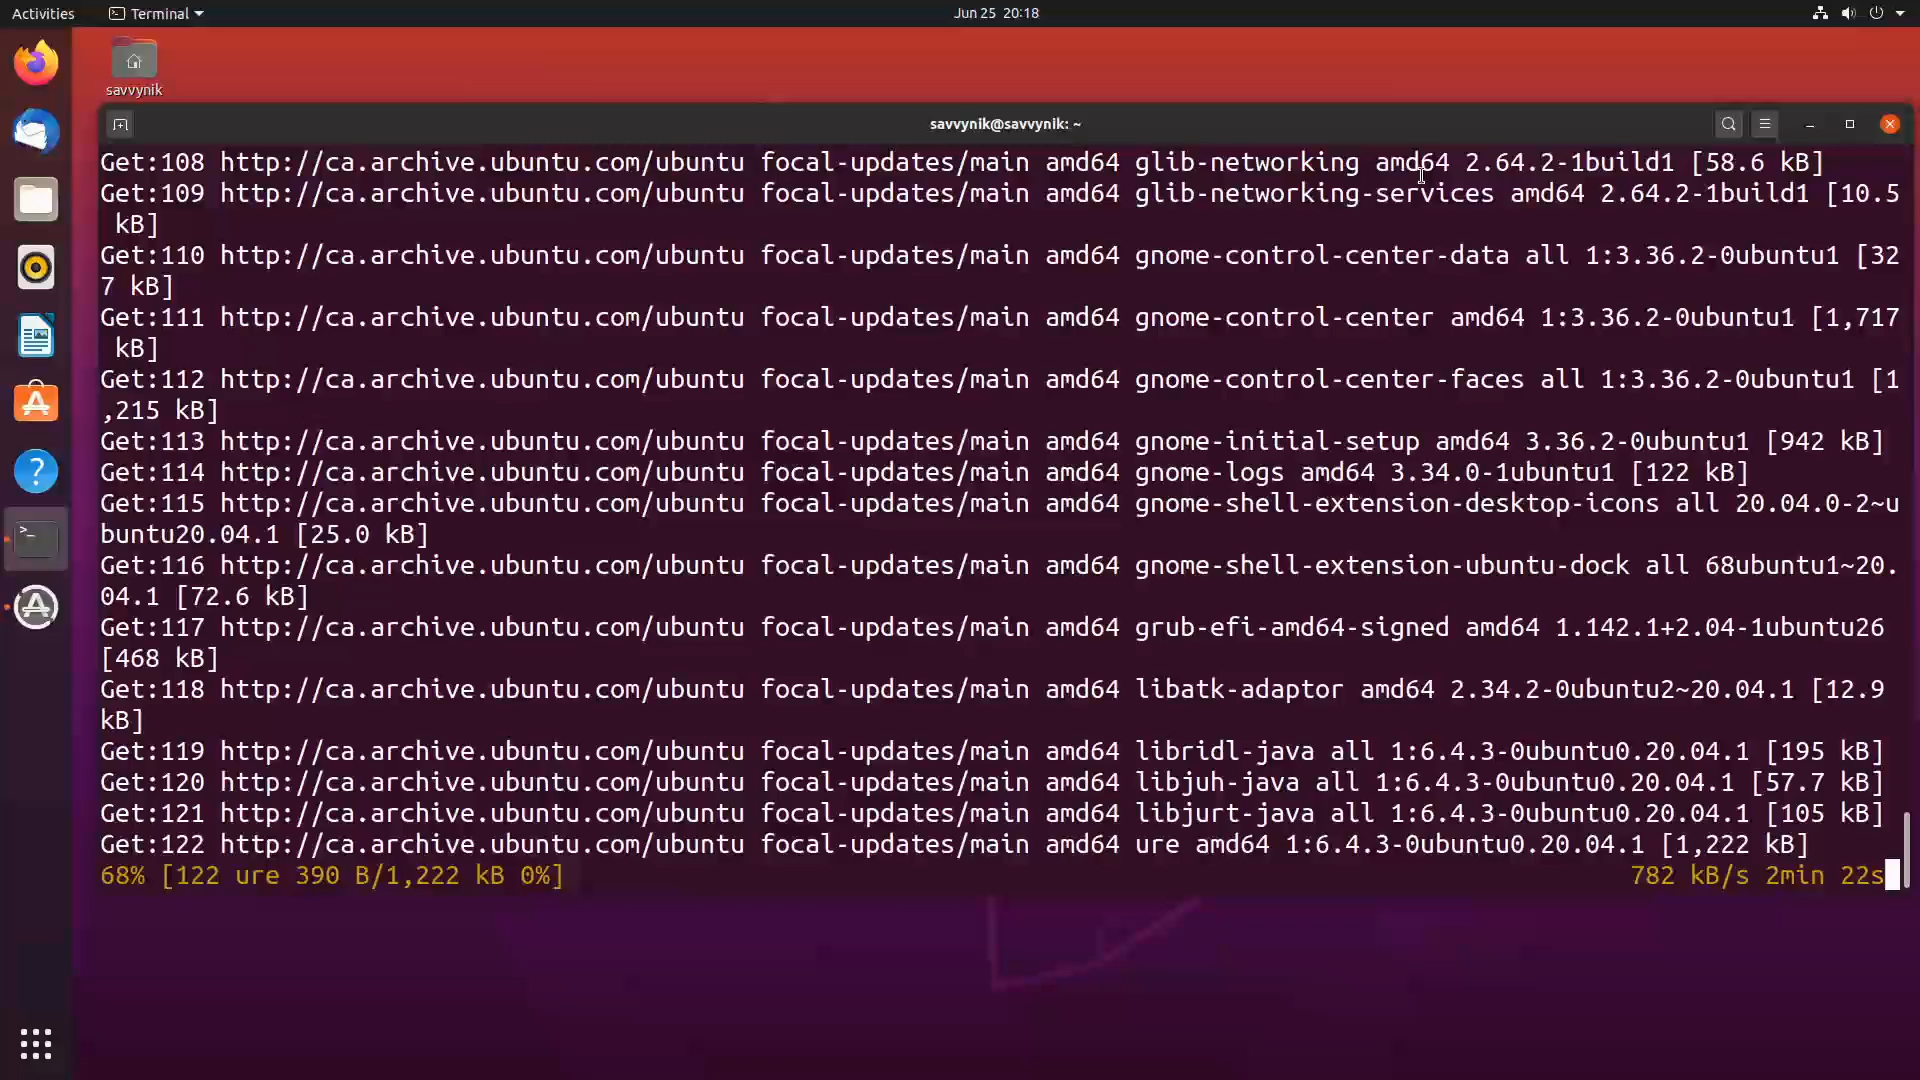 Activities Terminal Jun 25 20:18
savvynik
savvynik@savvynik: ~
Get:108 http://ca.archive.ubuntu.com/ubuntu focal-updates/main amd64 glib-networking amd64 2.64.2-1build1 [58.6 kB]
Get:109 http://ca.archive.ubuntu.com/ubuntu focal-updates/main amd64 glib-networking-services amd64 2.64.2-1build1 [10.5
kB]
Get:110 http://ca.archive.ubuntu.com/ubuntu focal-updates/main amd64 gnome-control-center-data all 1:3.36.2-0ubuntu1 [32
7 kB]
Get:111 http://ca.archive.ubuntu.com/ubuntu focal-updates/main amd64 gnome-control-center amd64 1:3.36.2-0ubuntu1 [1,717
kB]
Get:112 http://ca.archive.ubuntu.com/ubuntu focal-updates/main amd64 gnome-control-center-faces all 1:3.36.2-0ubuntu1 [1
,215 kB]
Get:113 http://ca.archive.ubuntu.com/ubuntu focal-updates/main amd64 gnome-initial-setup amd64 3.36.2-0ubuntu1 [942 kB]
Get:114 http://ca.archive.ubuntu.com/ubuntu focal-updates/main amd64 gnome-logs amd64 3.34.0-1ubuntu1 [122 kB]
Get:115 http://ca.archive.ubuntu.com/ubuntu focal-updates/main amd64 gnome-shell-extension-desktop-icons all 20.04.0-2~u
buntu20.04.1 [25.0 kB]
Get:116 http://ca.archive.ubuntu.com/ubuntu focal-updates/main amd64 gnome-shell-extension-ubuntu-dock all 68ubuntu1~20.
04.1 [72.6 kB]
Get:117 http://ca.archive.ubuntu.com/ubuntu focal-updates/main amd64 grub-efi-amd64-signed amd64 1.142.1+2.04-1ubuntu26
[468 kB]
Get:118 http://ca.archive.ubuntu.com/ubuntu focal-updates/main amd64 libatk-adaptor amd64 2.34.2-0ubuntu2~20.04.1 [12.9
kB]
Get:119 http://ca.archive.ubuntu.com/ubuntu focal-updates/main amd64 libridl-java all 1:6.4.3-0ubuntu0.20.04.1 [195 kB]
Get:120 http://ca.archive.ubuntu.com/ubuntu focal-updates/main amd64 libjuh-java all 1:6.4.3-0ubuntu0.20.04.1 [57.7 kB]
Get:121 http://ca.archive.ubuntu.com/ubuntu focal-updates/main amd64 libjurt-java all 1:6.4.3-0ubuntu0.20.04.1 [105 kB]
Get:122 http://ca.archive.ubuntu.com/ubuntu focal-updates/main amd64 ure amd64 1:6.4.3-0ubuntu0.20.04.1 [1,222 kB]
68% [122 ure 390 B/1,222 kB 0%] 782 kB/s 2min 22s